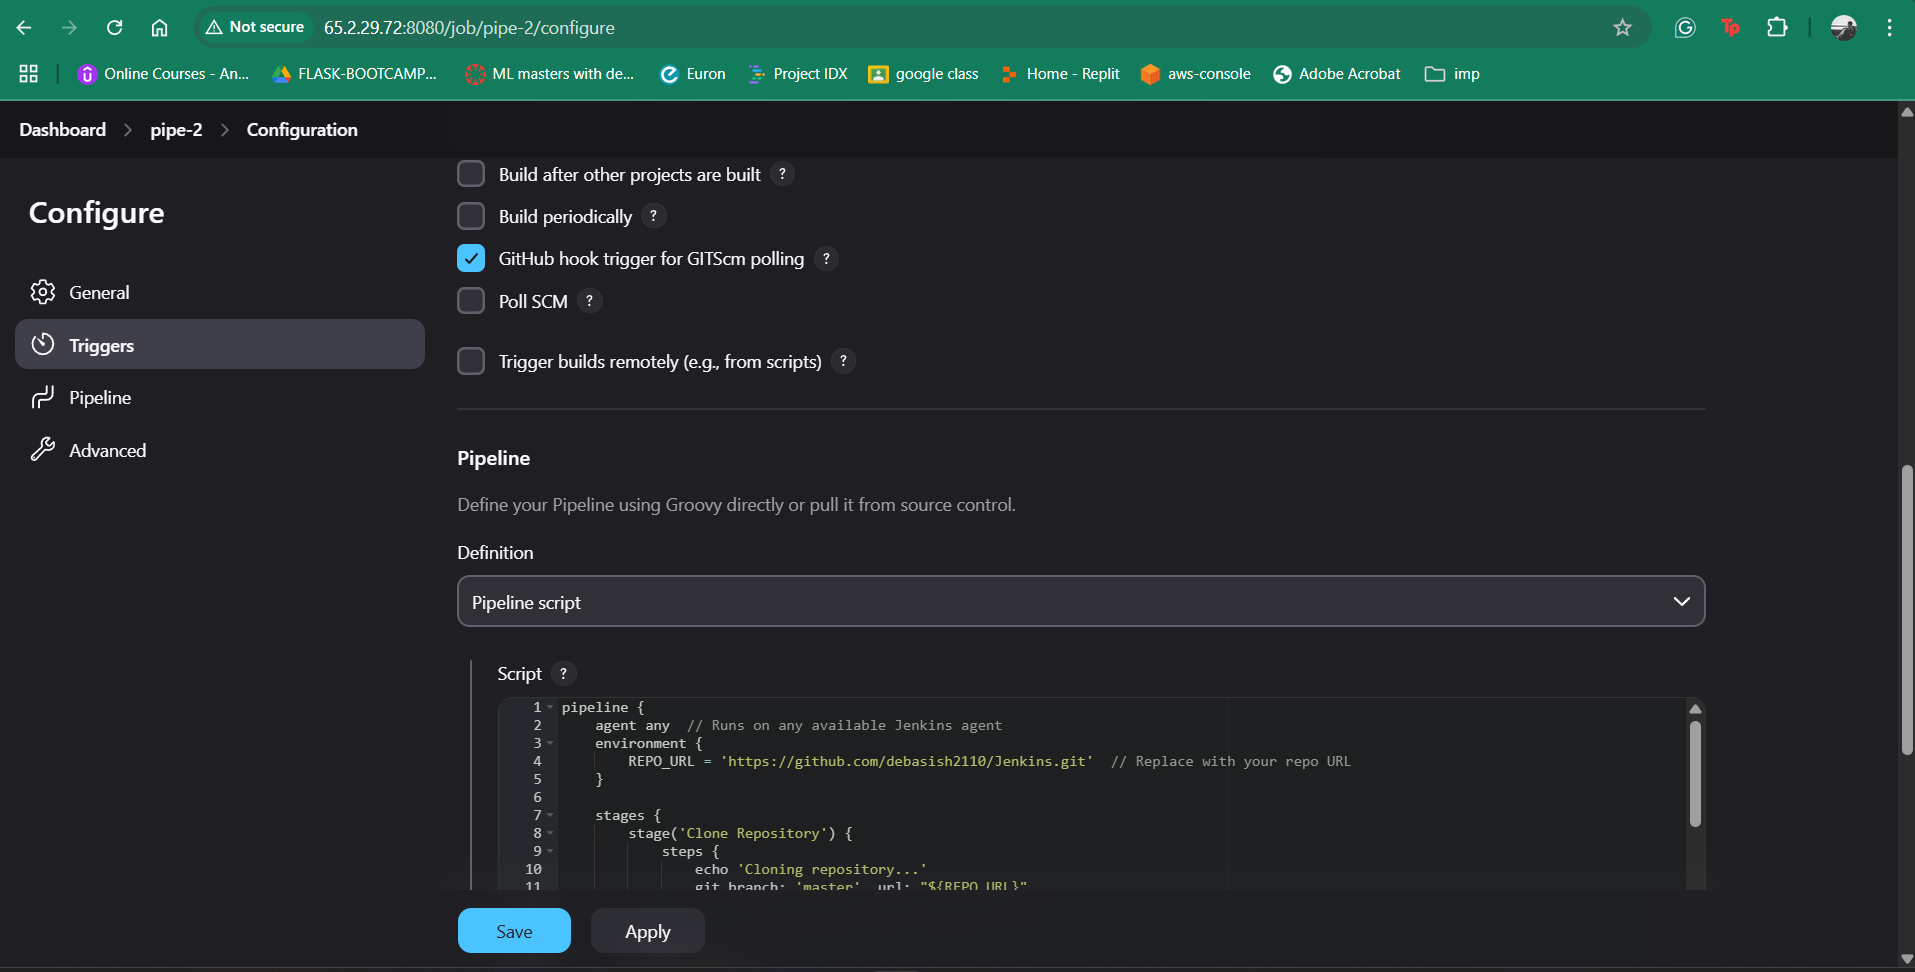 Not secure
65.2.29.72:8080/job/pipe-2/configure
Online Courses - An...
FLASK-BOOTCAMP...
ML masters with de...
Euron
Project IDX
google class
Home - Replit
aws-console
Adobe Acrobat
imp
Dashboard > pipe-2 > Configuration
Configure
General
Triggers
Pipeline
Advanced
Build after other projects are built ?
Build periodically ?
GitHub hook trigger for GITScm polling ?
Poll SCM ?
Trigger builds remotely (e.g., from scripts) ?
Pipeline
Define your Pipeline using Groovy directly or pull it from source control.
Definition
Pipeline script
Script ?
1 pipeline {
2 agent any // Runs on any available Jenkins agent
3 environment {
4 REPO_URL = 'https://github.com/debasish2110/Jenkins.git' // Replace with your repo URL
5 }
6
7 stages {
8 stage('Clone Repository') {
9 steps {
10 echo 'Cloning repository...'
11 git branch: 'master', url: "${REPO_URL}"
Save
Apply